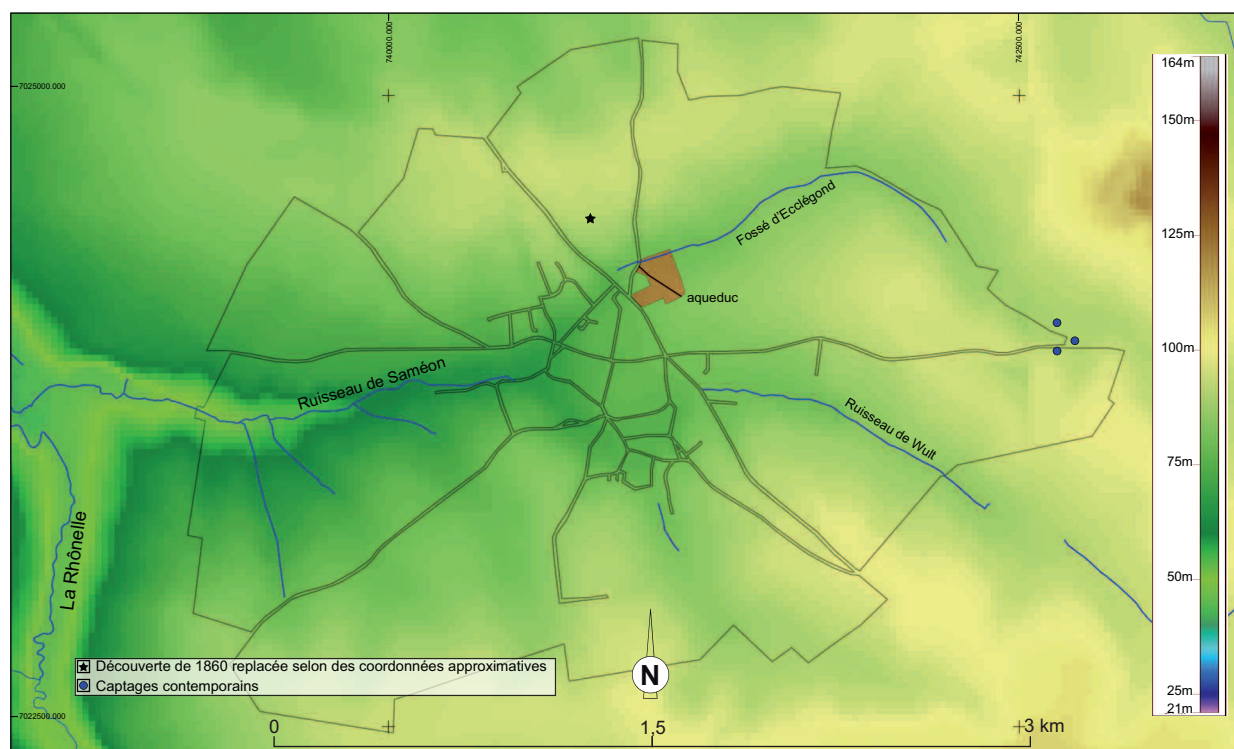 740000.000
742500.000
7025000.000
164m
150m
125m
100m
75m
50m
25m
21m
Fossé d'Ecclégond
aqueduc
Ruisseau de Saméon
Ruisseau de Wult
La Rhônelle
Découverte de 1860 replacée selon des coordonnées approximatives
Captages contemporains
N
7022500.000
0
1,5
3 km